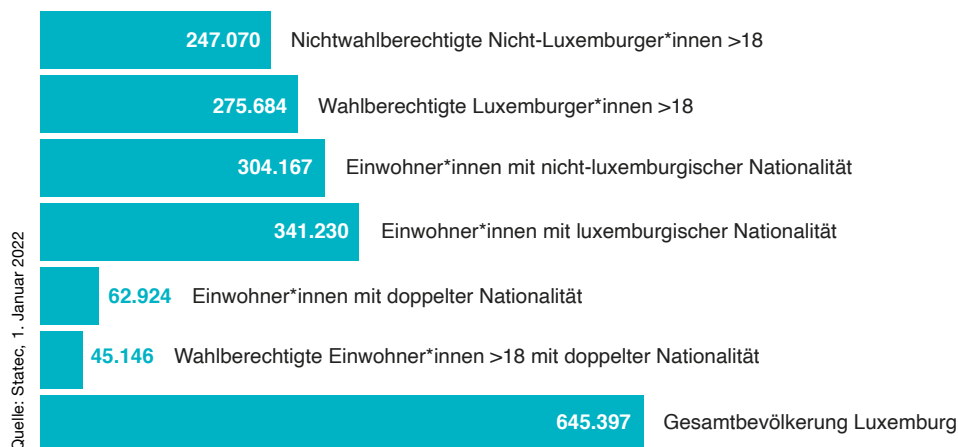 247.070 Nichtwahlberechtigte Nicht-Luxemburger*innen >18
275.684 Wahlberechtigte Luxemburger*innen >18
304.167 Einwohner*innen mit nicht-luxemburgischer Nationalität
341.230 Einwohner*innen mit luxemburgischer Nationalität
62.924 Einwohner*innen mit doppelter Nationalität
45.146 Wahlberechtigte Einwohner*innen >18 mit doppelter Nationalität
645.397 Gesamtbevölkerung Luxemburg
Quelle: Statec, 1. Januar 2022